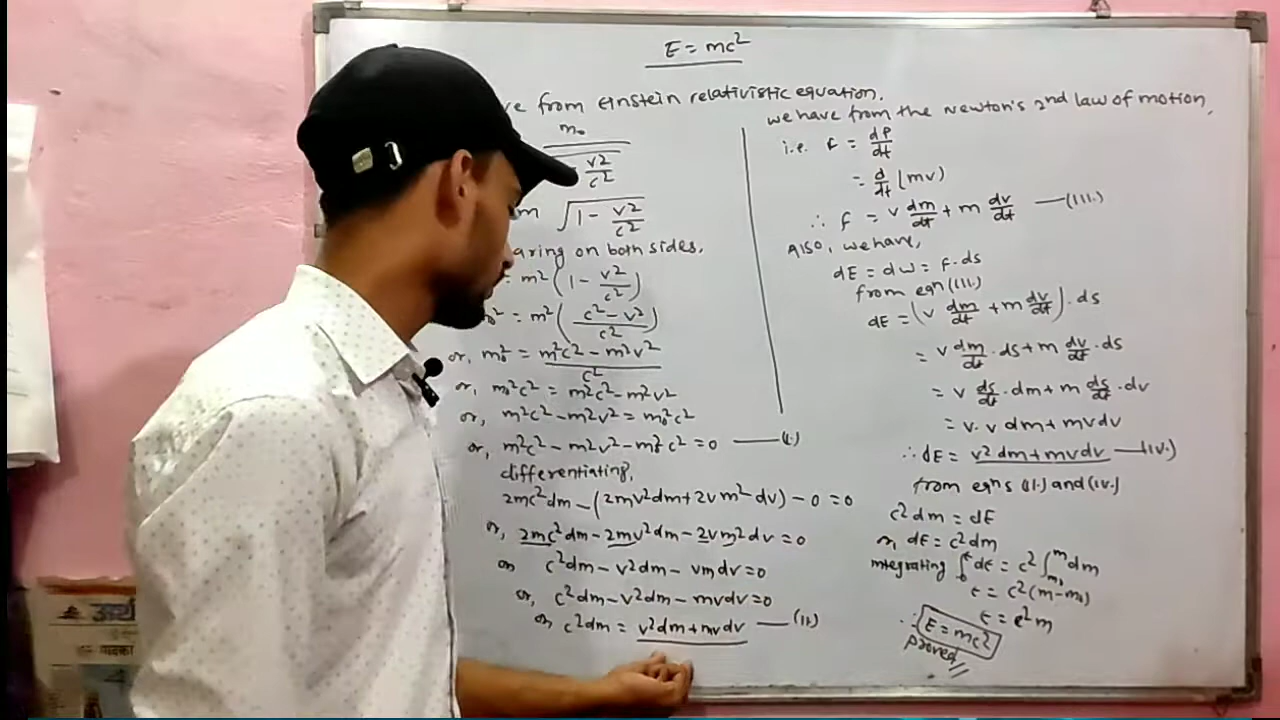 E = mc²
ve from Einstein relativistic equation.
m₀
v²
c²
m √1 - v²/c²
aring on both sides,
= m² (1 - v²/c²)
₀² = m² (c² - v² / c²)
or, m₀² = m²c² - m²v² / c²
or, m₀²c² = m²c² - m²v²
or, m²c² - m²v² = m₀²c²
or, m²c² - m²v² - m₀²c² = 0 —— (I.)
differentiating,
2mc²dm - (2mv²dm + 2vm²dv) - 0 = 0
or, 2mc²dm - 2mv²dm - 2vm²dv = 0
or c²dm - v²dm - vmdv = 0
or, c²dm - v²dm - mvdv = 0
or c²dm = v²dm + mvdv —— (II.)
we have from the Newton's 2nd law of motion,
i.e. F = dP/dt
= d/dt (mv)
∴ F = v dm/dt + m dv/dt —— (III.)
Also, we have,
dE = dW = F.ds
from eqn (III.)
dE = (v dm/dt + m dv/dt) . ds
= v dm/dt . ds + m dv/dt . ds
= v ds/dt . dm + m ds/dt . dv
= v. v dm + mvdv
∴ dE = v²dm + mvdv —— (IV.)
from eqns (II.) and (IV.)
c²dm = dE
or, dE = c²dm
integrating ∫₀ᴱ dE = c² ∫ₘ₀ᵐ dm
E = c²(m - m₀)
E = c²m
∴ E = mc²
proved